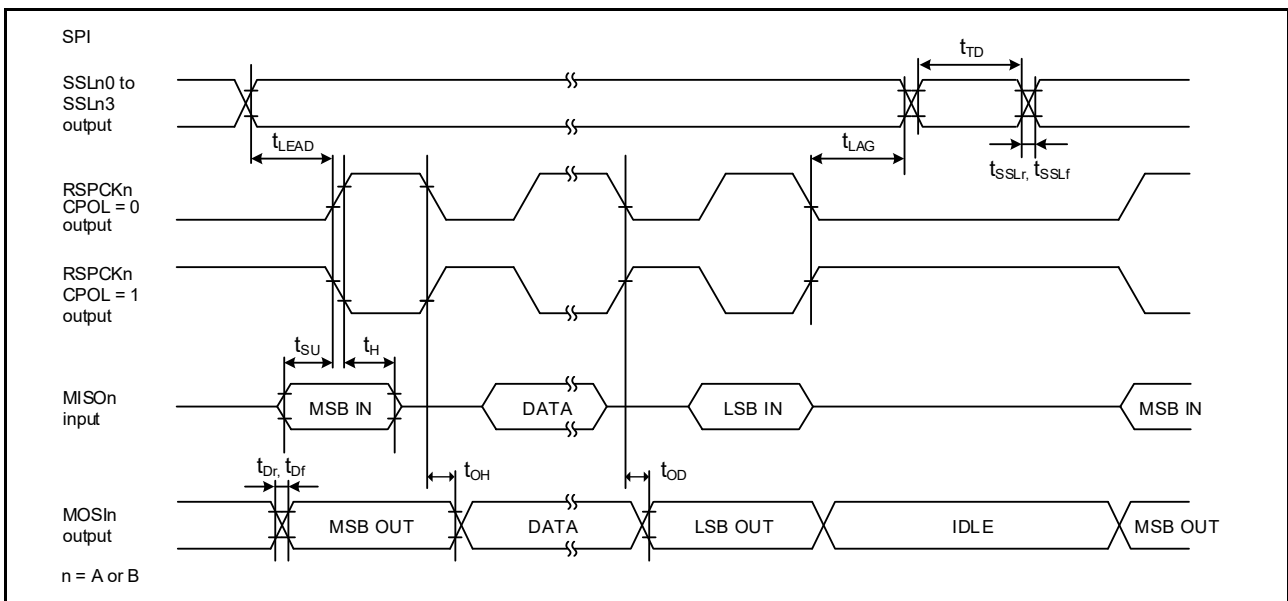 SPI
tTD
SSLn0 to
SSLn3
output
tLEAD
tLAG
tSSLr, tSSLf
RSPCKn
CPOL = 0
output
RSPCKn
CPOL = 1
output
tSU
tH
MISOn
input
MSB IN
DATA
LSB IN
MSB IN
tDr, tDf
tOH
tOD
MOSIn
output
MSB OUT
DATA
LSB OUT
IDLE
MSB OUT
n = A or B